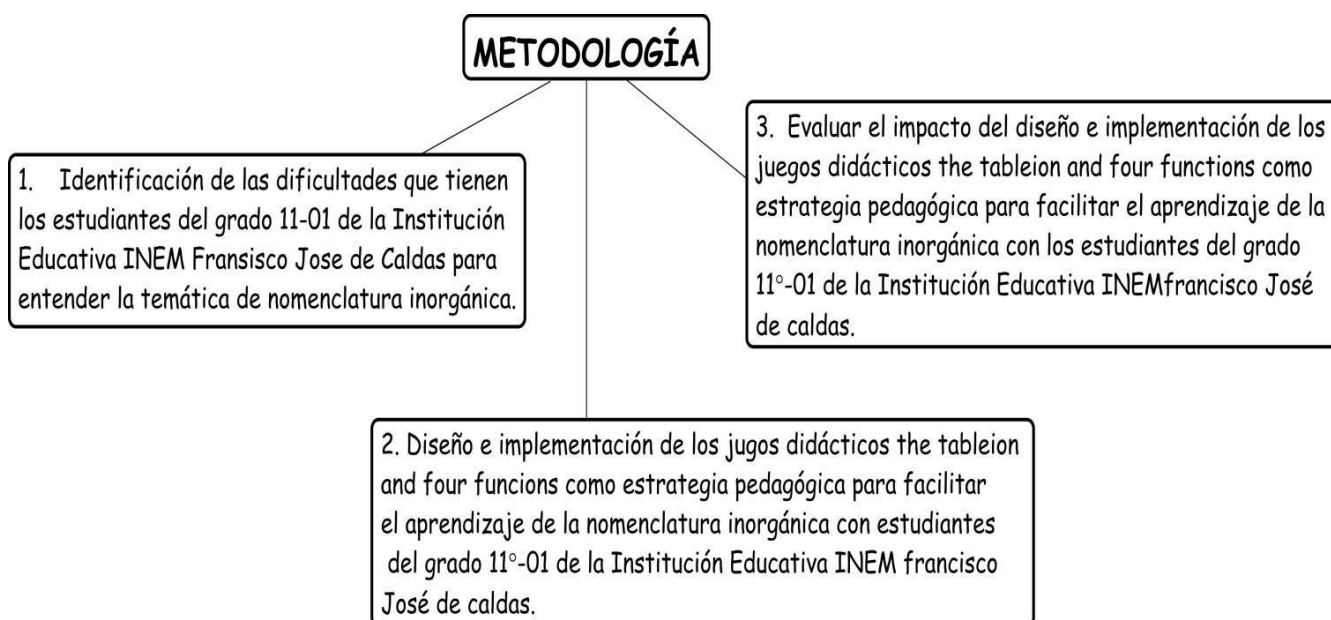 METODOLOGÍA
1. Identificación de las dificultades que tienen
los estudiantes del grado 11-01 de la Institución
Educativa INEM Fransisco Jose de Caldas para
entender la temática de nomenclatura inorgánica.
3. Evaluar el impacto del diseño e implementación de los
juegos didácticos the tableion and four functions como
estrategia pedagógica para facilitar el aprendizaje de la
nomenclatura inorgánica con los estudiantes del grado
11°-01 de la Institución Educativa INEMfrancisco José
de caldas.
2. Diseño e implementación de los jugos didácticos the tableion
and four funcions como estrategia pedagógica para facilitar
el aprendizaje de la nomenclatura inorgánica con estudiantes
del grado 11°-01 de la Institución Educativa INEM francisco
José de caldas.